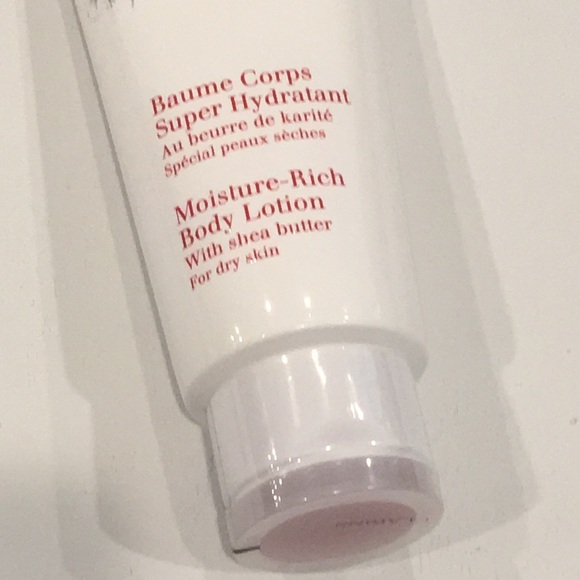 Baume Corps
Super Hydratant
Au beurre de karité
Spécial peaux sèches
Moisture-Rich
Body Lotion
With shea butter
For dry skin